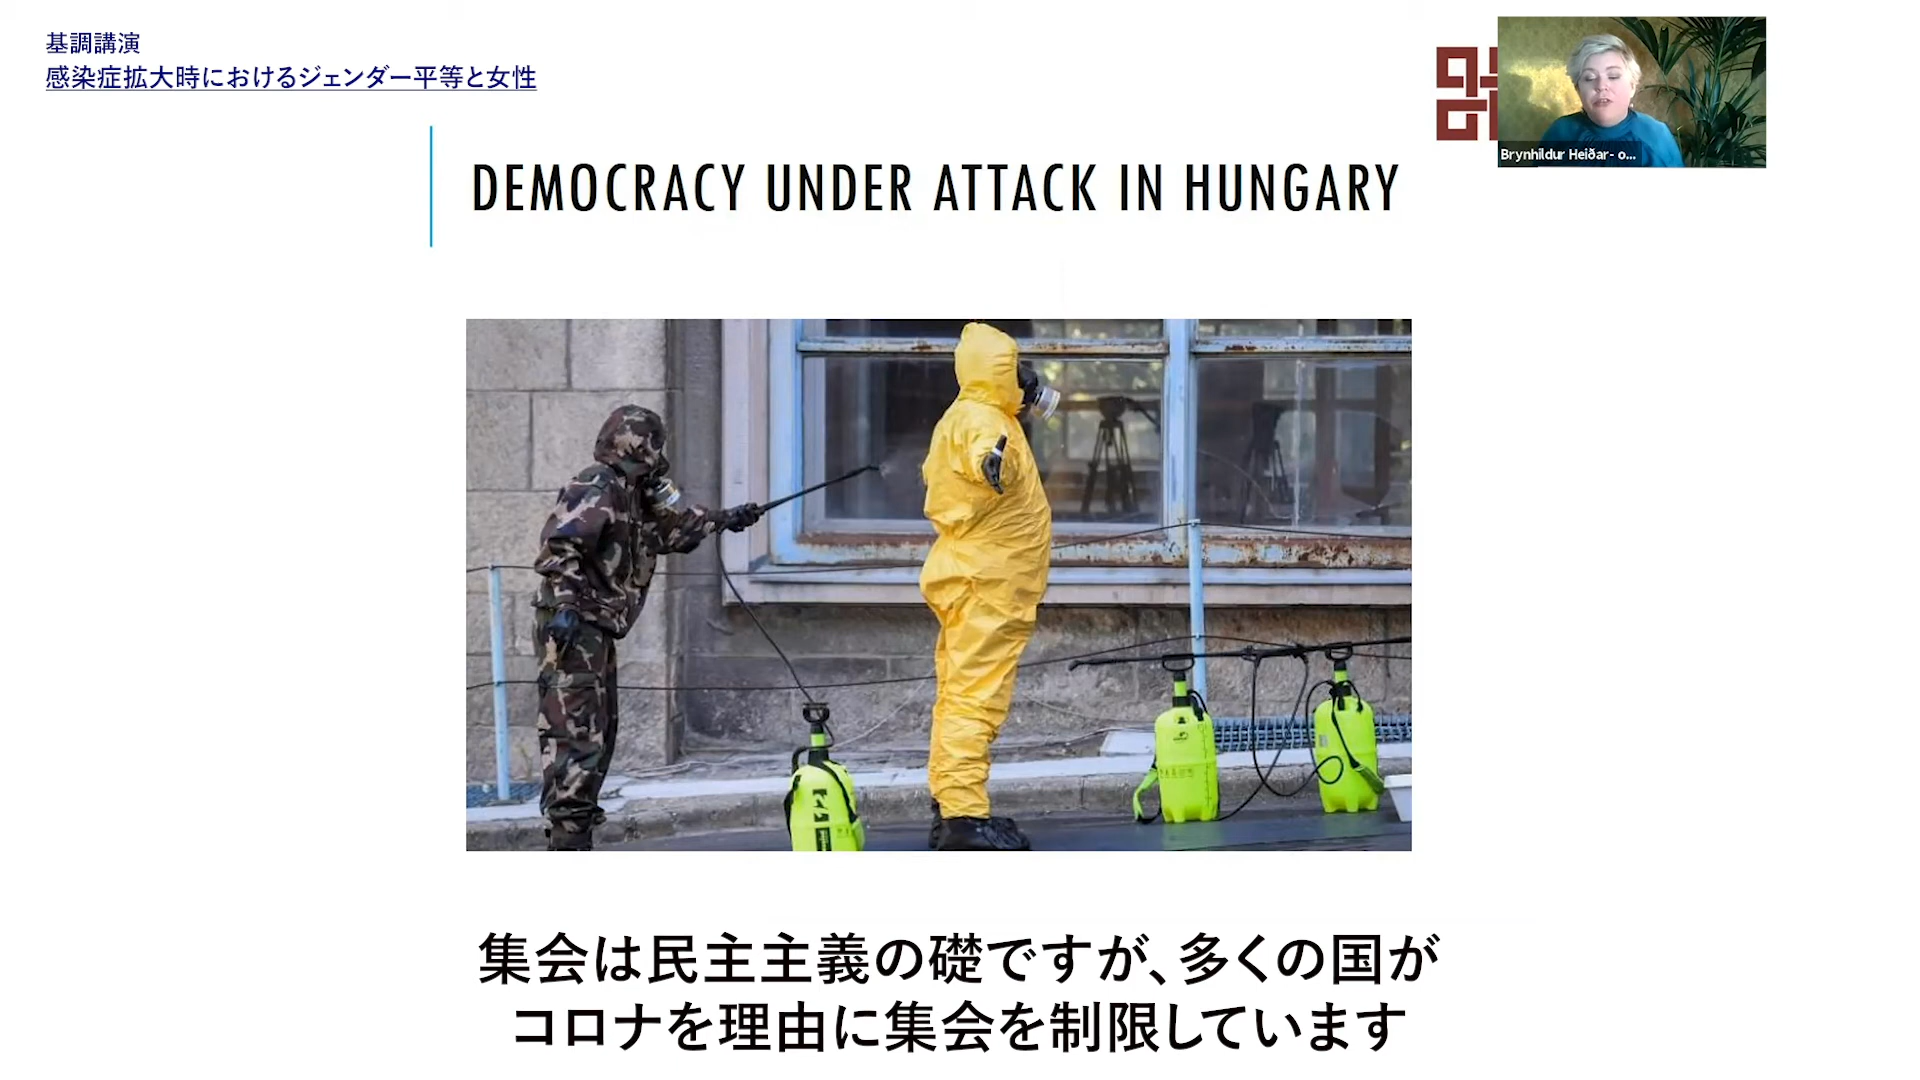 基調講演
感染症拡大時におけるジェンダー平等と女性
Brynhildur Heiðar- o...
DEMOCRACY UNDER ATTACK IN HUNGARY
集会は民主主義の礎ですが、多くの国が
コロナを理由に集会を制限しています